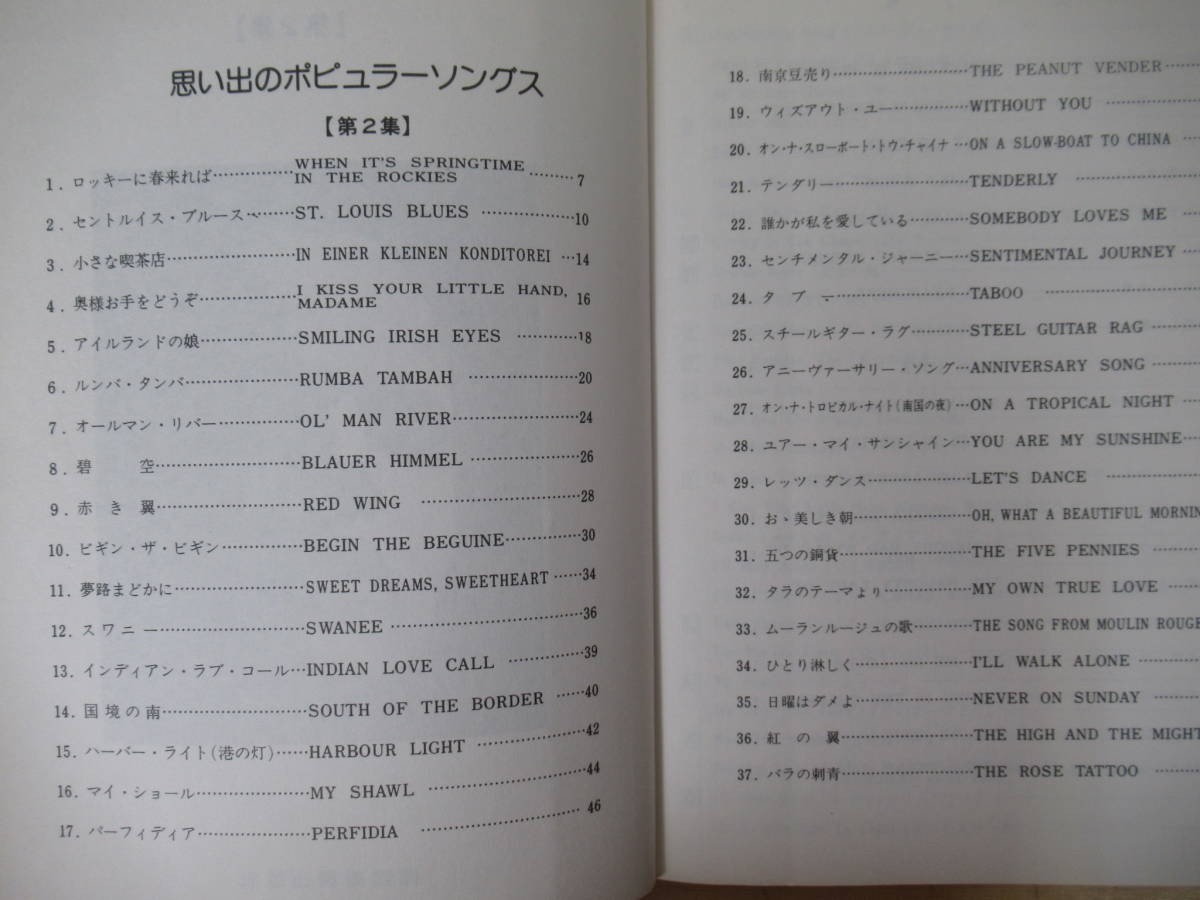 思い出のポピュラーソングス
【第2集】
1. ロッキーに春来れば……………WHEN IT'S SPRINGTIME IN THE ROCKIES ………7
2. セントルイス・ブルース………ST. LOUIS BLUES ………………10
3. 小さな喫茶店……………………IN EINER KLEINEN KONDITOREI …14
4. 奥様お手をどうぞ………………I KISS YOUR LITTLE HAND, MADAME 16
5. アイルランドの娘………………SMILING IRISH EYES …………18
6. ルンバ・タンバ…………………RUMBA TAMBAH ………………20
7. オールマン・リバー……………OL' MAN RIVER…………………24
8. 碧 空………………………BLAUER HIMMEL…………………26
9. 赤き翼………………………RED WING ………………………28
10. ビギン・ザ・ビギン……………BEGIN THE BEGUINE……………30
11. 夢路まどかに……………………SWEET DREAMS, SWEETHEART ……34
12. スワニー………………………SWANEE …………………………36
13. インディアン・ラブ・コール…INDIAN LOVE CALL ……………39
14. 国境の南………………………SOUTH OF THE BORDER ……40
15. ハーバー・ライト(港の灯)……HARBOUR LIGHT ………………42
16. マイ・ショール…………………MY SHAWL ……………………44
17. パーフィディア…………………PERFIDIA ……………………46
18. 南京豆売り……………………THE PEANUT VENDER………
19. ウィズアウト・ユー……………WITHOUT YOU …………
20. オン・ナ・スローボート・トウ・チャイナ…ON A SLOW-BOAT TO CHINA ……
21. テンダリー……………………TENDERLY …………
22. 誰かが私を愛している…………SOMEBODY LOVES ME ……
23. センチメンタル・ジャーニー…SENTIMENTAL JOURNEY……
24. タブー…………………………TABOO …………
25. スチールギター・ラグ…………STEEL GUITAR RAG ………
26. アニーヴァーサリー・ソング…ANNIVERSARY SONG ………
27. オン・ナ・トロピカル・ナイト(南国の夜)…ON A TROPICAL NIGHT ……
28. ユアー・マイ・サンシャイン…YOU ARE MY SUNSHINE……
29. レッツ・ダンス…………………LET'S DANCE …………
30. おゝ美しき朝……………………OH, WHAT A BEAUTIFUL MORNIN
31. 五つの銅貨……………………THE FIVE PENNIES ………
32. タラのテーマより………………MY OWN TRUE LOVE ……
33. ムーランルージュの歌…………THE SONG FROM MOULIN ROUGE
34. ひとり淋しく……………………I'LL WALK ALONE …………
35. 日曜はダメよ……………………NEVER ON SUNDAY ………
36. 紅の翼………………………THE HIGH AND THE MIGHT
37. バラの刺青……………………THE ROSE TATTOO ………